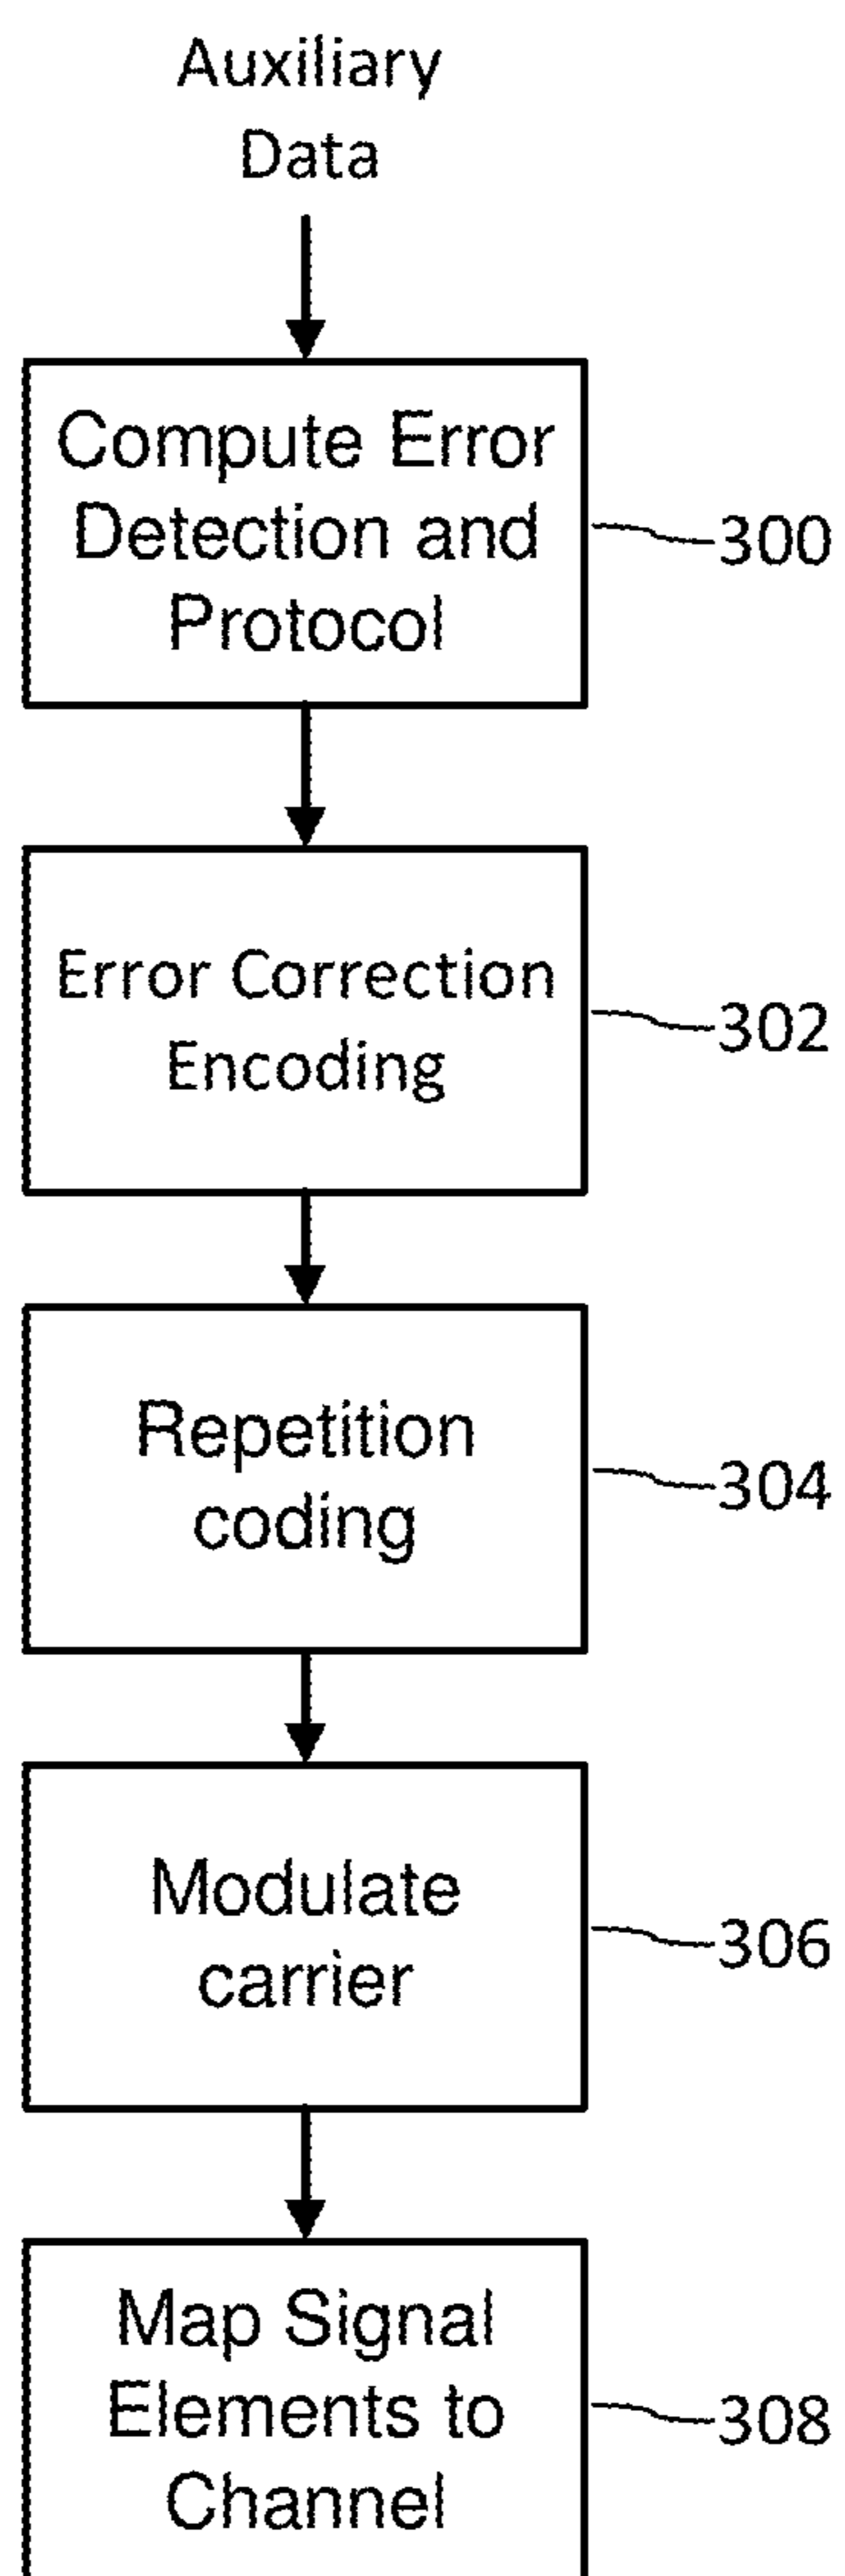 Auxiliary
Data
Compute Error
Detection and
Protocol
300
Error Correction
Encoding
302
Repetition
coding
304
Modulate
carrier
306
Map Signal
Elements to
Channel
308